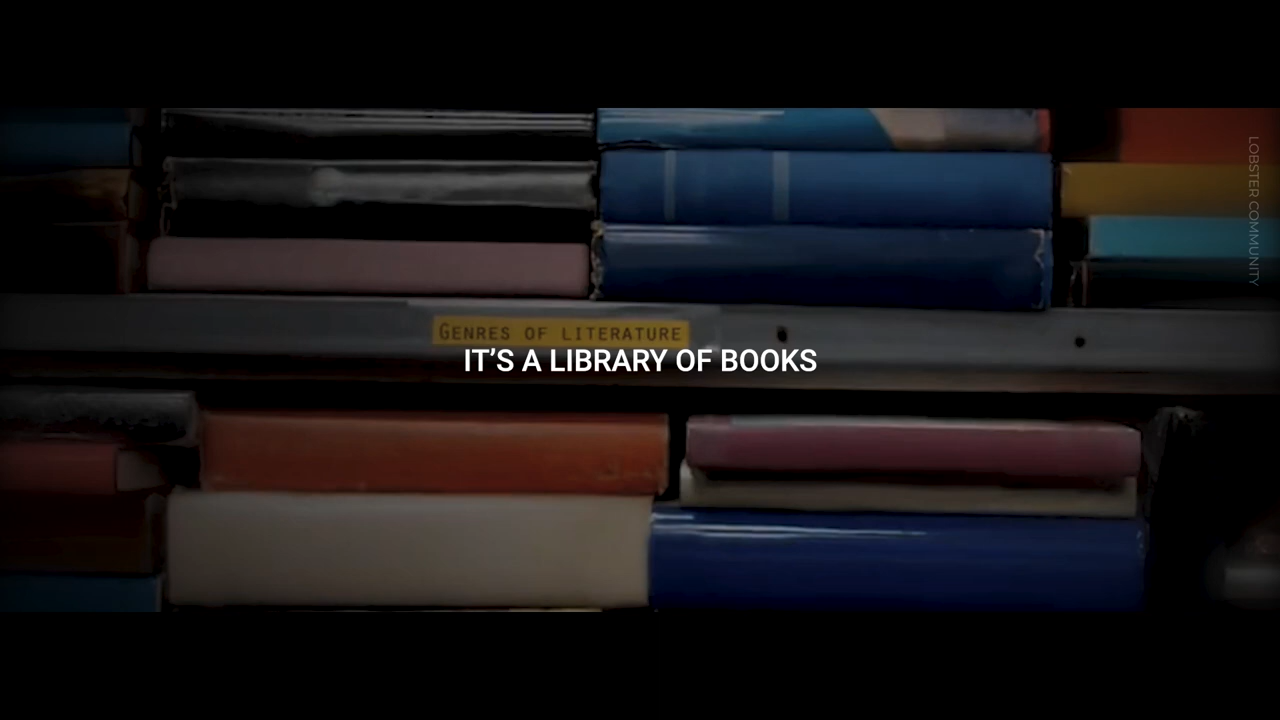 GENRES OF LITERATURE
IT'S A LIBRARY OF BOOKS
LOBSTER COMMUNITY